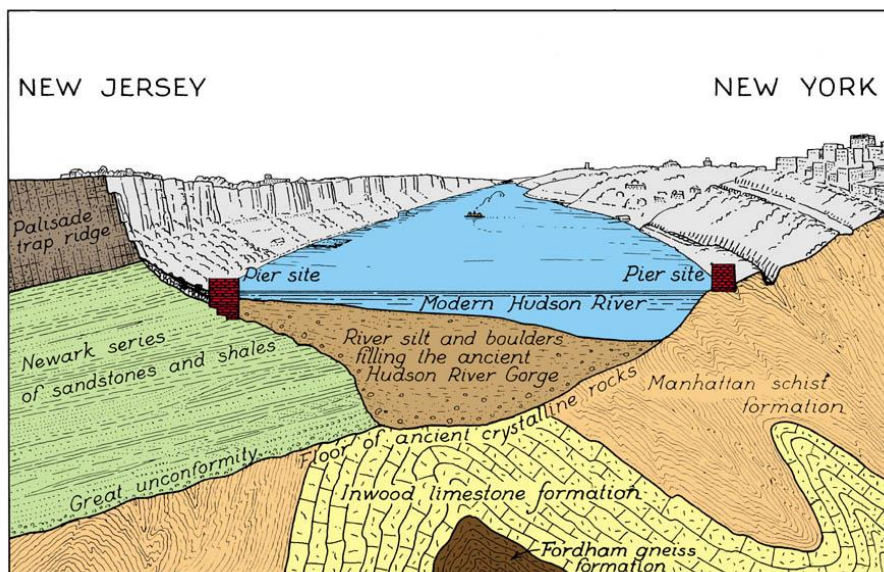 NEW JERSEY
NEW YORK
Palisade
trap ridge
Pier site
Pier site
Modern Hudson River
Newark series
of sandstones and shales
River silt and boulders
filling the ancient
Hudson River Gorge
Manhattan schist
formation
Floor of ancient crystalline rocks
Great unconformity
Inwood limestone formation
Fordham gneiss
formation